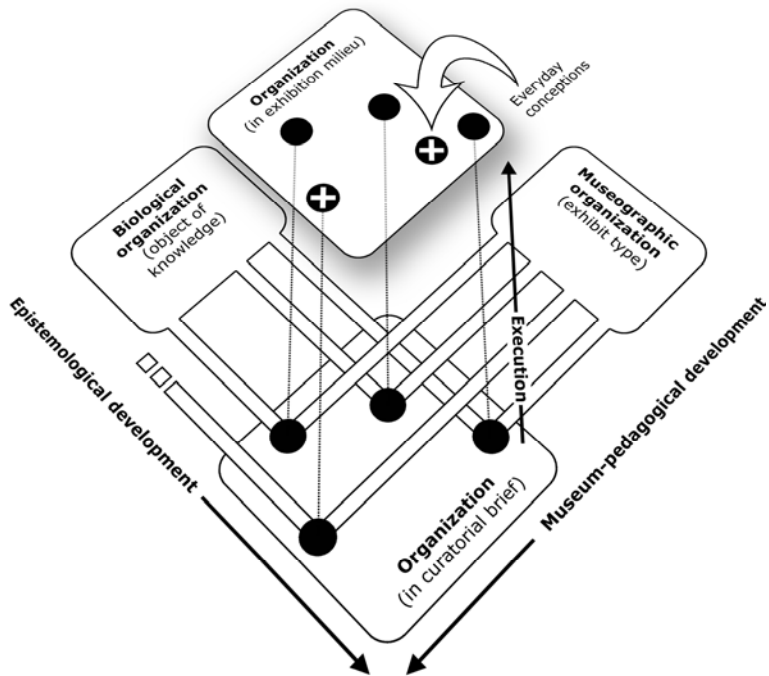 Organization
(in exhibition milieu)
Everyday
conceptions
Biological
organization
(object of
knowledge)
Museographic
organization
(exhibit type)
Epistemological development
Execution
Museum-pedagogical development
Organization
(in curatorial brief)